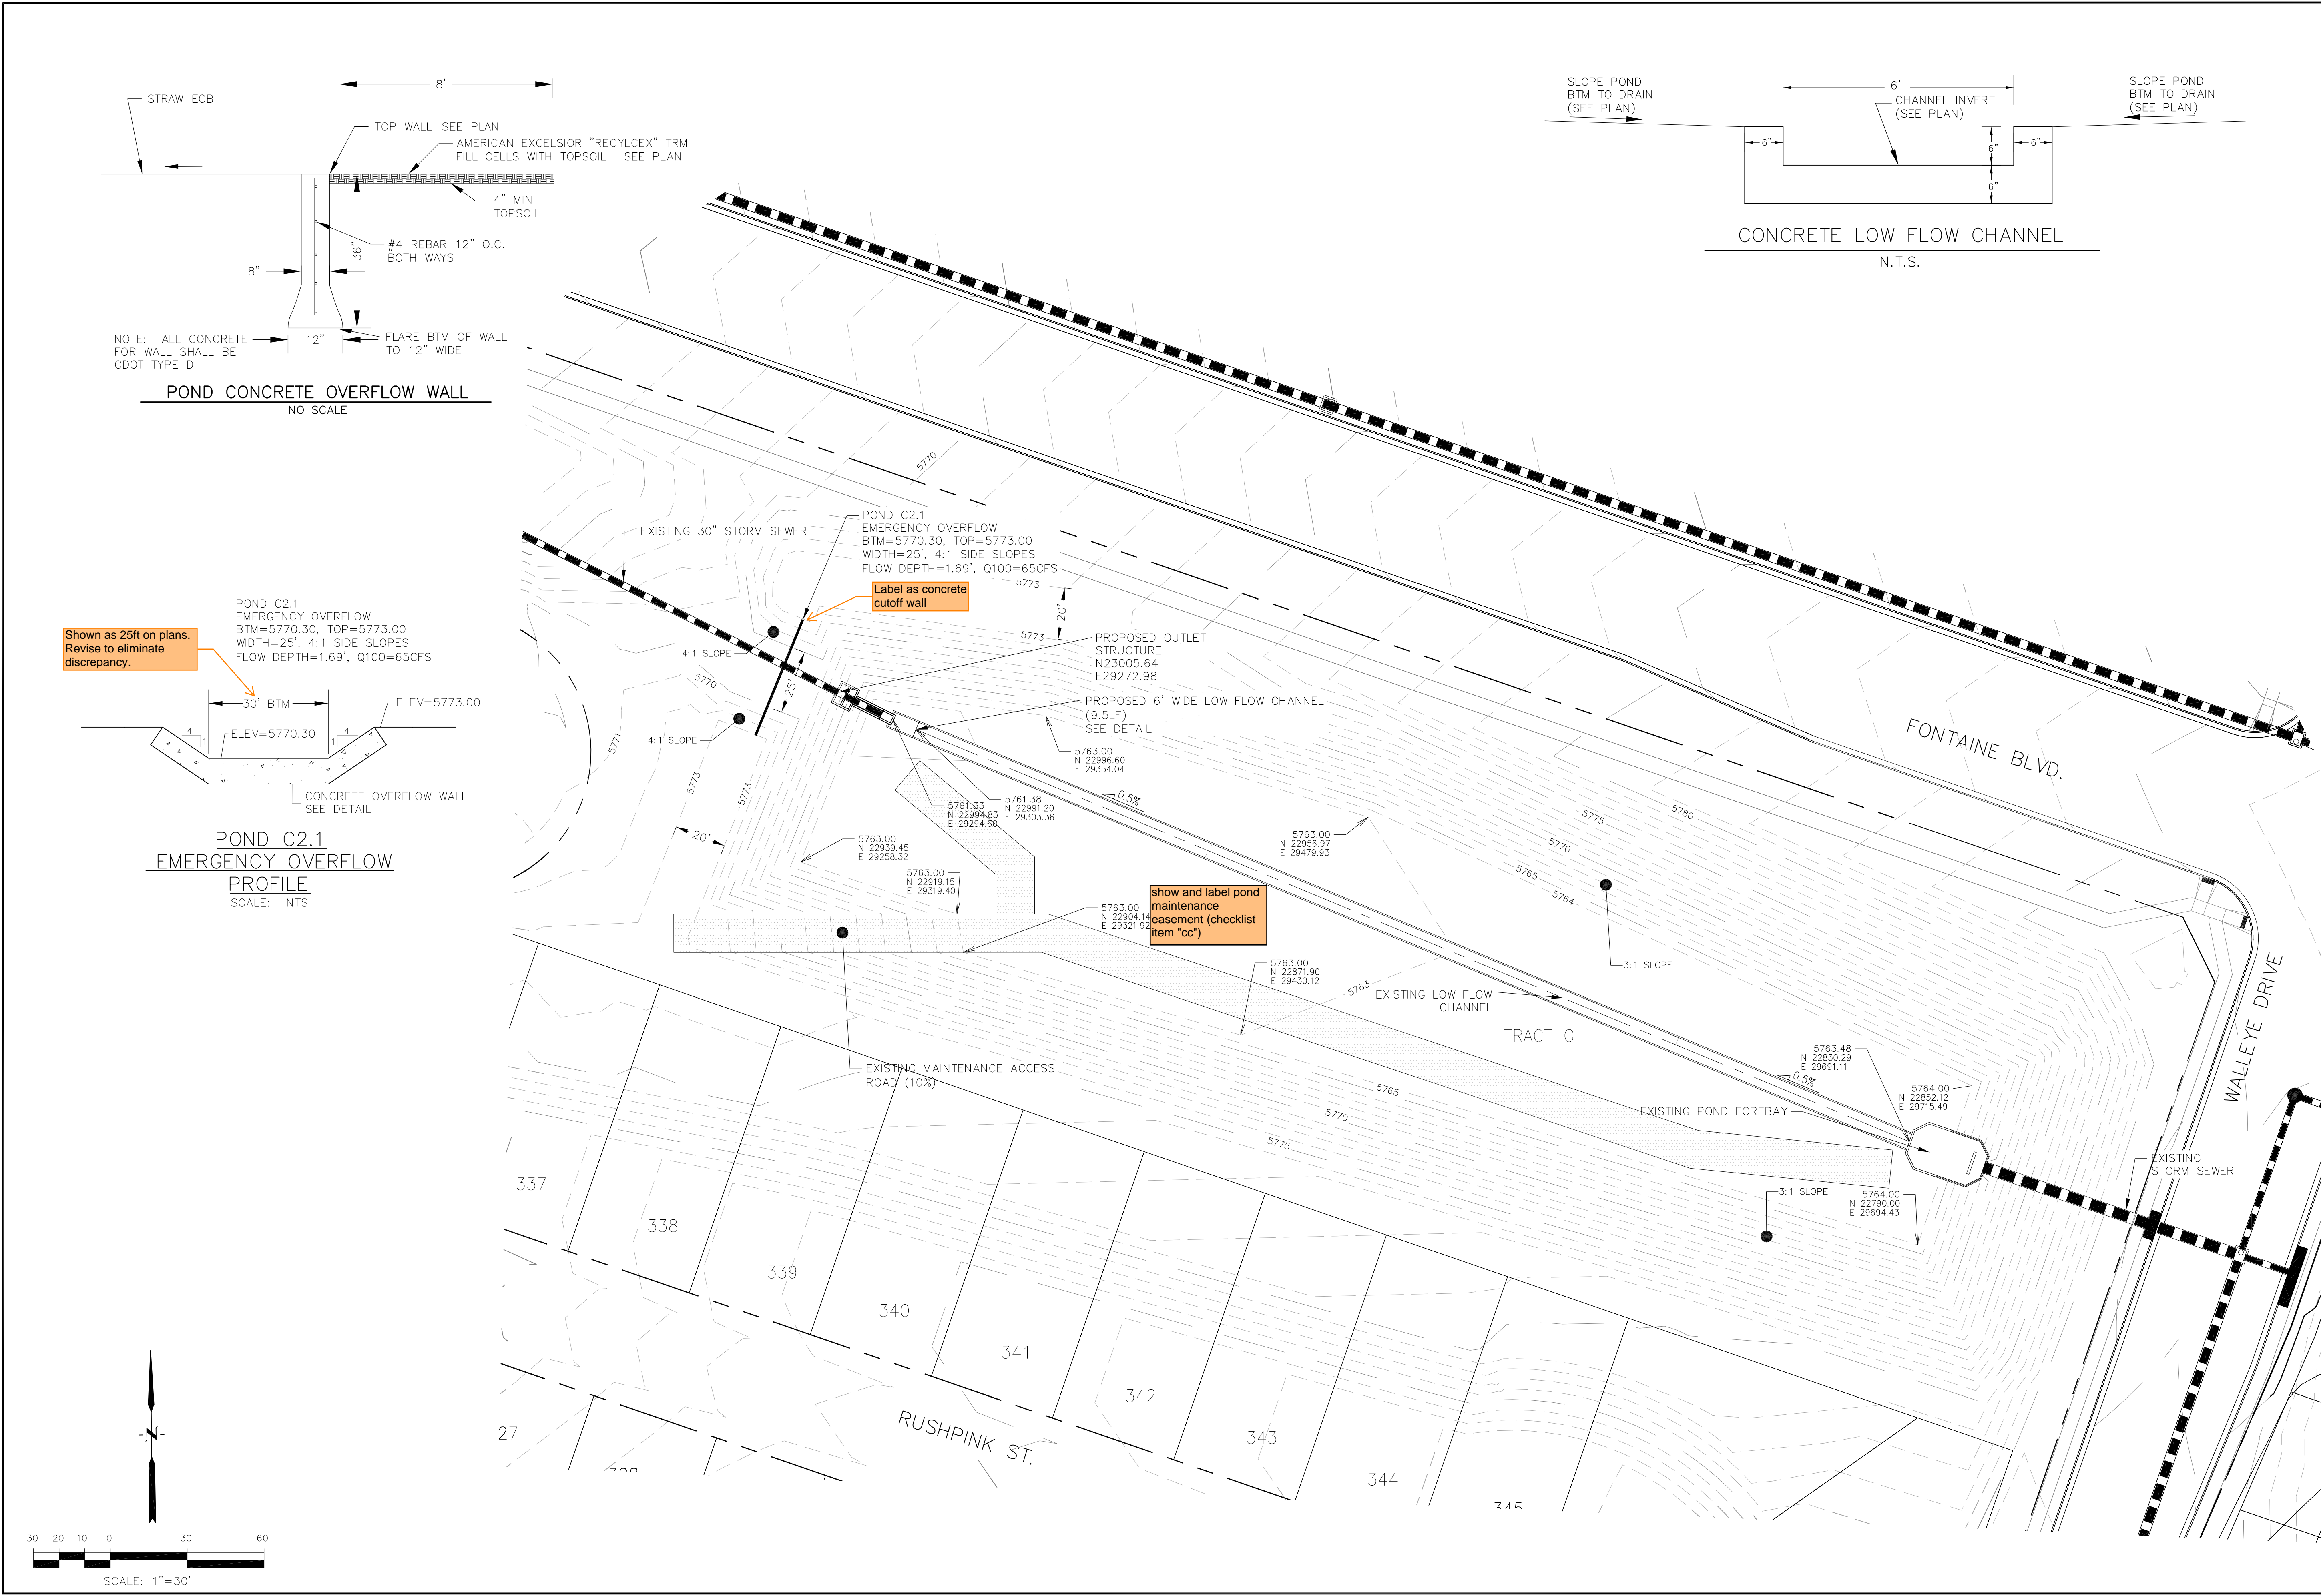 8'
STRAW ECB
TOP WALL=SEE PLAN
AMERICAN EXCELSIOR "RECYLCEX" TRM
FILL CELLS WITH TOPSOIL.  SEE PLAN
4" MIN
TOPSOIL
#4 REBAR 12" O.C.
BOTH WAYS
36"
8"
NOTE:  ALL CONCRETE
FOR WALL SHALL BE
CDOT TYPE D
12"
FLARE BTM OF WALL
TO 12" WIDE
POND CONCRETE OVERFLOW WALL
NO SCALE
SLOPE POND
BTM TO DRAIN
(SEE PLAN)
6'
CHANNEL INVERT
(SEE PLAN)
SLOPE POND
BTM TO DRAIN
(SEE PLAN)
6"
6"
6"
6"
CONCRETE LOW FLOW CHANNEL
N.T.S.
POND C2.1
EMERGENCY OVERFLOW
BTM=5770.30, TOP=5773.00
WIDTH=25', 4:1 SIDE SLOPES
FLOW DEPTH=1.69', Q100=65CFS
Shown as 25ft on plans.
Revise to eliminate
discrepancy.
30' BTM
ELEV=5773.00
4
1
ELEV=5770.30
4
1
CONCRETE OVERFLOW WALL
SEE DETAIL
POND C2.1
EMERGENCY OVERFLOW
PROFILE
SCALE:  NTS
5770
EXISTING 30" STORM SEWER
POND C2.1
EMERGENCY OVERFLOW
BTM=5770.30, TOP=5773.00
WIDTH=25', 4:1 SIDE SLOPES
FLOW DEPTH=1.69', Q100=65CFS
Label as concrete
cutoff wall
5773
20'
5773
4:1 SLOPE
5770
25'
4:1 SLOPE
5771
5773
5773
20'
PROPOSED OUTLET
STRUCTURE
N23005.64
E29272.98
PROPOSED 6' WIDE LOW FLOW CHANNEL
(9.5LF)
SEE DETAIL
5763.00
N 22996.60
E 29354.04
0.5%
5761.33
N 22994.83
E 29294.60
5761.38
N 22991.20
E 29303.36
5763.00
N 22939.45
E 29258.32
5763.00
N 22919.15
E 29319.40
5763.00
N 22904.14
E 29321.92
show and label pond
maintenance
easement (checklist
item "cc")
5763.00
N 22956.97
E 29479.93
5775
5780
5770
5765
5764
3:1 SLOPE
FONTAINE BLVD.
WALLEYE DRIVE
5763.00
N 22871.90
E 29430.12
5763
EXISTING LOW FLOW
CHANNEL
TRACT G
EXISTING MAINTENANCE ACCESS
ROAD (10%)
5765
5770
5775
5763.48
N 22830.29
E 29691.11
0.5%
5764.00
N 22852.12
E 29715.49
EXISTING POND FOREBAY
EXISTING
STORM SEWER
3:1 SLOPE
5764.00
N 22790.00
E 29694.43
337
338
339
340
341
342
343
344
345
27
RUSHPINK ST.
N
30
20
10
0
30
60
SCALE: 1"=30'